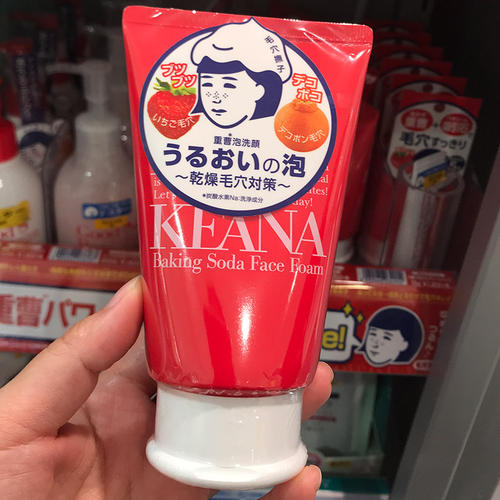 毛穴撫子
ブツ
ブツ
デコ
ボコ
いちご毛穴
デコポン毛穴
重曹泡洗顔
うるおいの泡
～乾燥毛穴対策～
*炭酸水素Na:洗浄成分
KEANA
Baking Soda Face Foam
毛穴すっきり
重曹パワ
e!